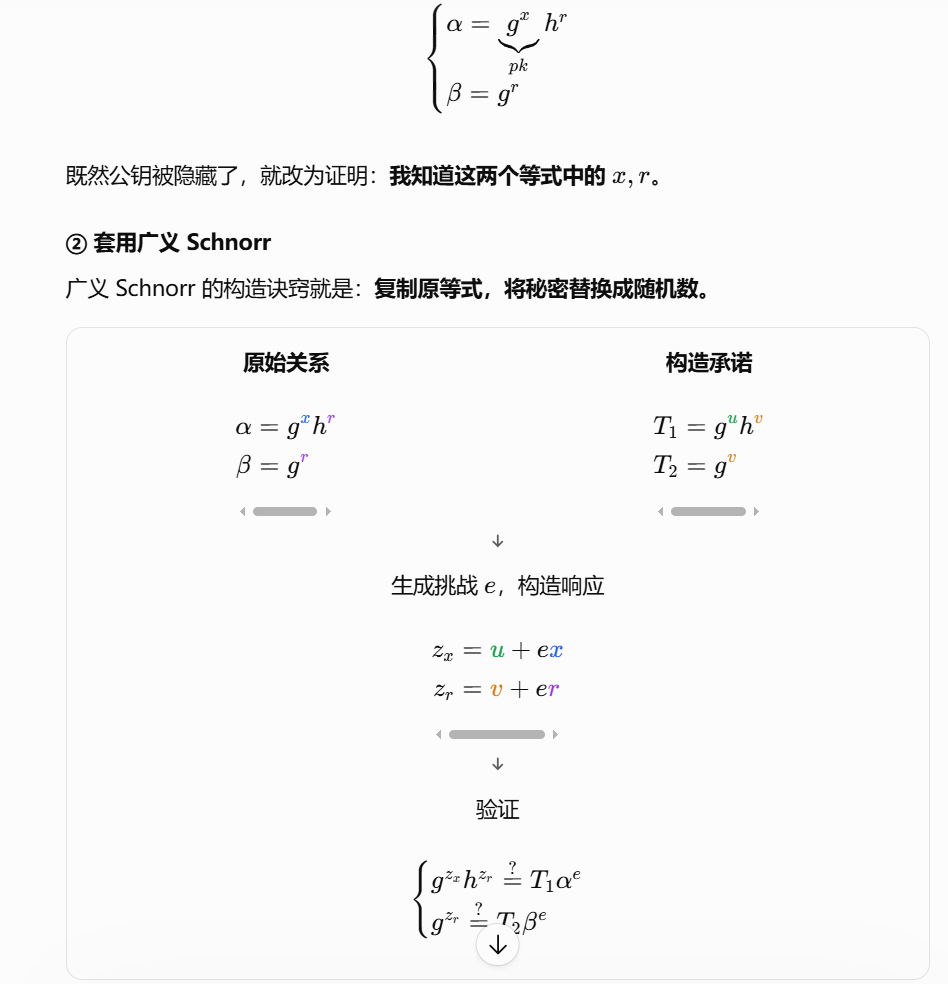 α = g^x h^r
pk
β = g^r
既然公钥被隐藏了，就改为证明：我知道这两个等式中的 x, r。
② 套用广义 Schnorr
广义 Schnorr 的构造诀窍就是：复制原等式，将秘密替换成随机数。
原始关系
α = g^x h^r
β = g^r
构造承诺
T₁ = g^u h^v
T₂ = g^v
↓
生成挑战 e，构造响应
z_x = u + ex
z_r = v + er
↓
验证
g^{z_x} h^{z_r} ≟ T₁α^e
g^{z_r} ≟ T₂β^e